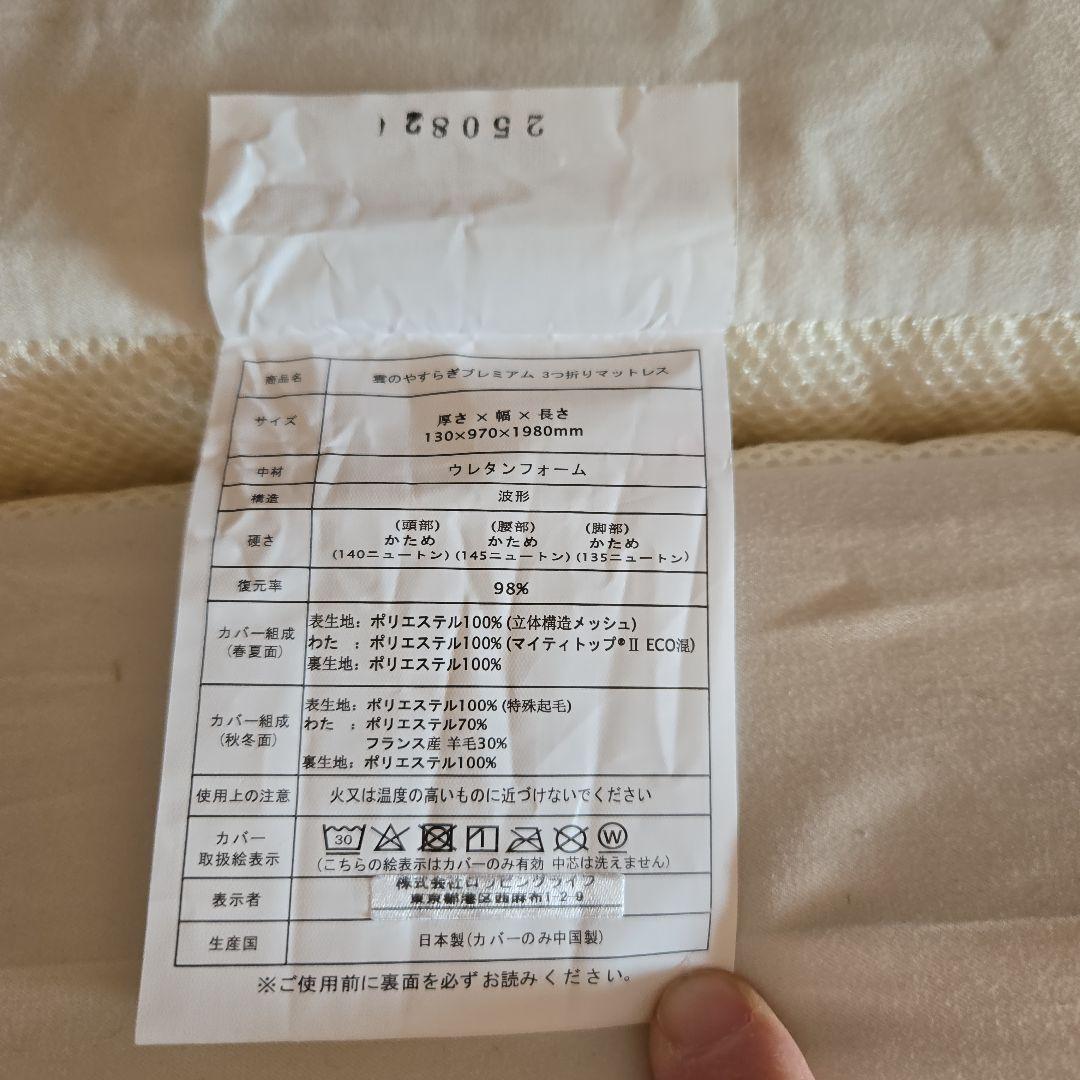 25082
商品名 雲のやすらぎプレミアム 3つ折りマットレス
サイズ 厚さ × 幅 × 長さ
130×970×1980mm
中材 ウレタンフォーム
構造 波形
(頭部) (腰部) (脚部)
硬さ かため かため かため
(140ニュートン) (145ニュートン) (135ニュートン)
復元率 98%
表生地: ポリエステル100% (立体構造メッシュ)
カバー組成 わた : ポリエステル100% (マイティトップ®Ⅱ ECO混)
(春夏面) 裏生地: ポリエステル100%
表生地: ポリエステル100% (特殊起毛)
カバー組成 わた : ポリエステル70%
(秋冬面) フランス産 羊毛30%
裏生地: ポリエステル100%
使用上の注意 火又は温度の高いものに近づけないでください
カバー 30 W
取扱絵表示 (こちらの絵表示はカバーのみ有効 中芯は洗えません)
株式会社
表示者 東京都港区西麻布1-2-9
生産国 日本製(カバーのみ中国製)
※ご使用前に裏面を必ずお読みください。